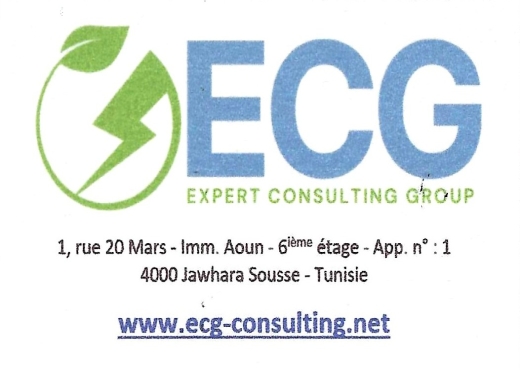 ECG
EXPERT CONSULTING GROUP
1, rue 20 Mars - Imm. Aoun - 6ième étage - App. n° : 1
4000 Jawhara Sousse - Tunisie
www.ecg-consulting.net